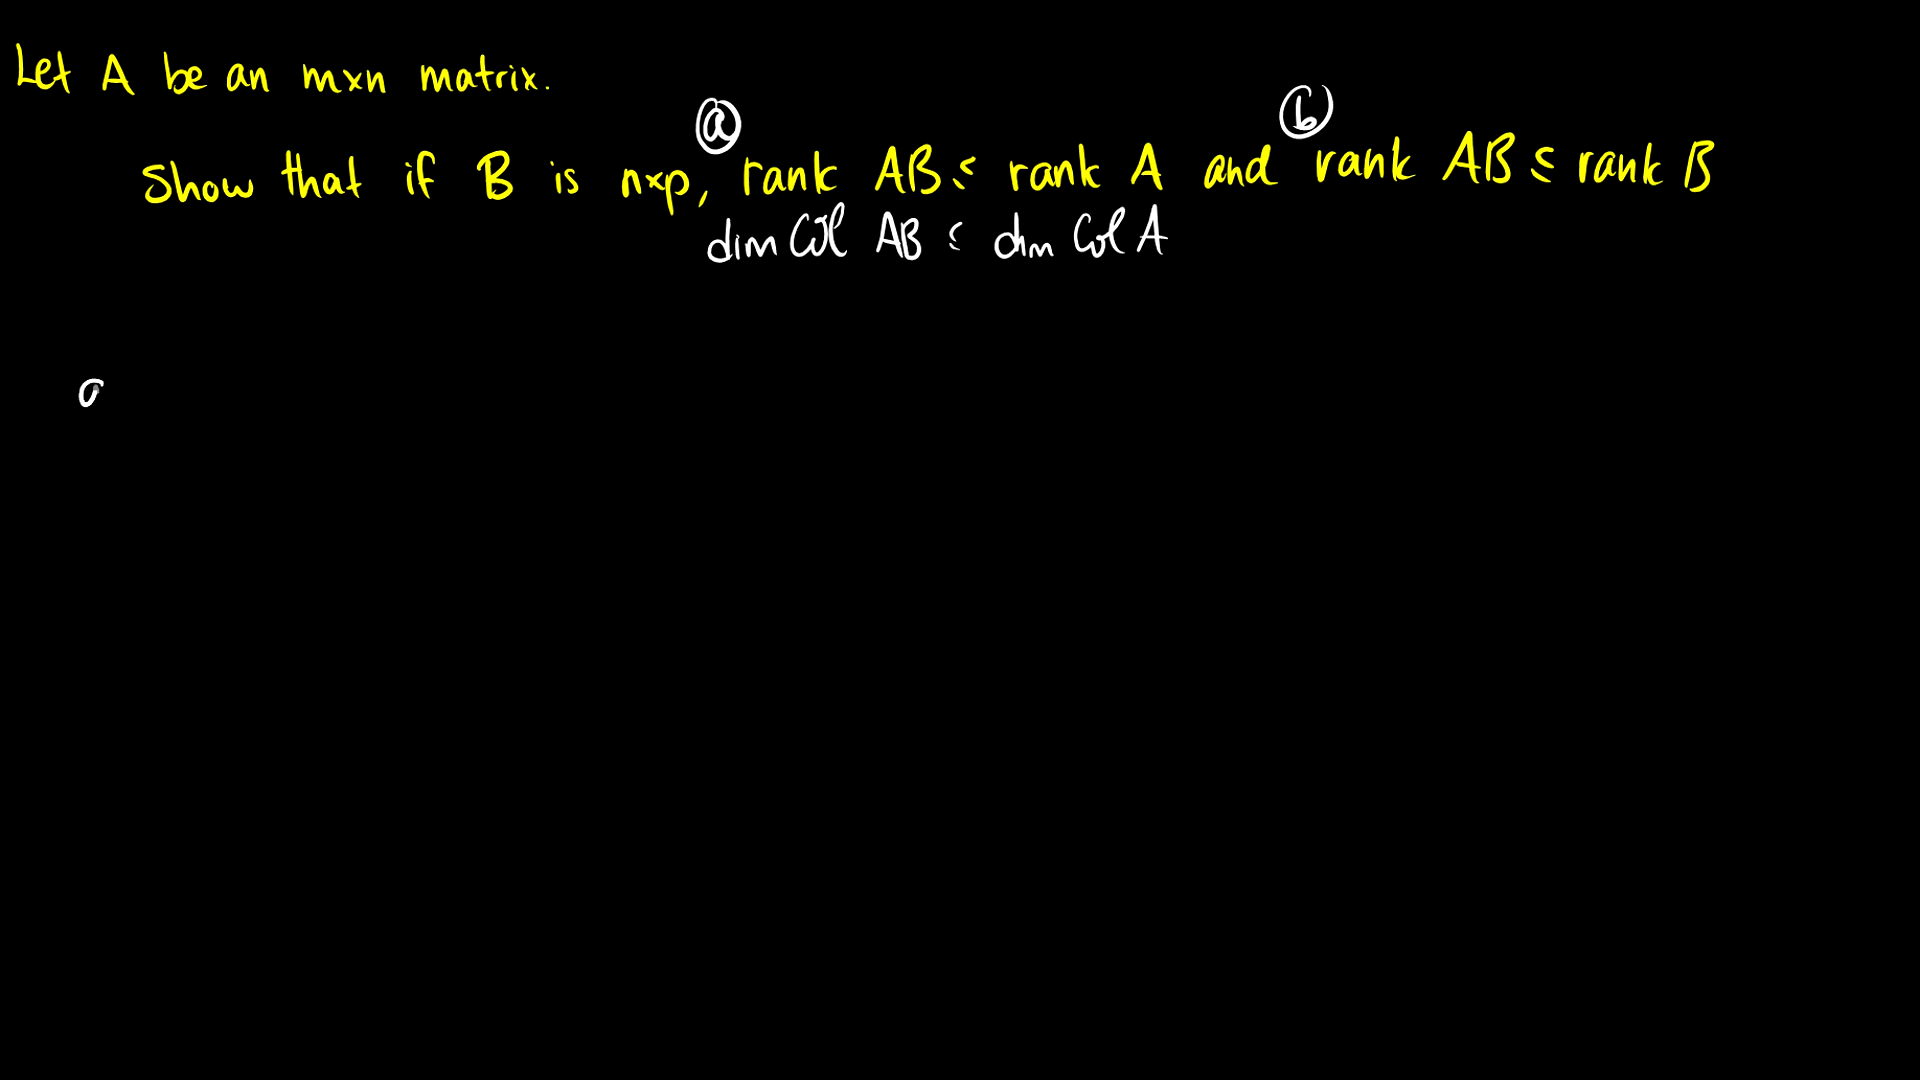 Let A be an mxn matrix.
ⓐ ⓑ
Show that if B is nxp, rank AB ≤ rank A and rank AB ≤ rank B
dim Col AB ≤ dim Col A